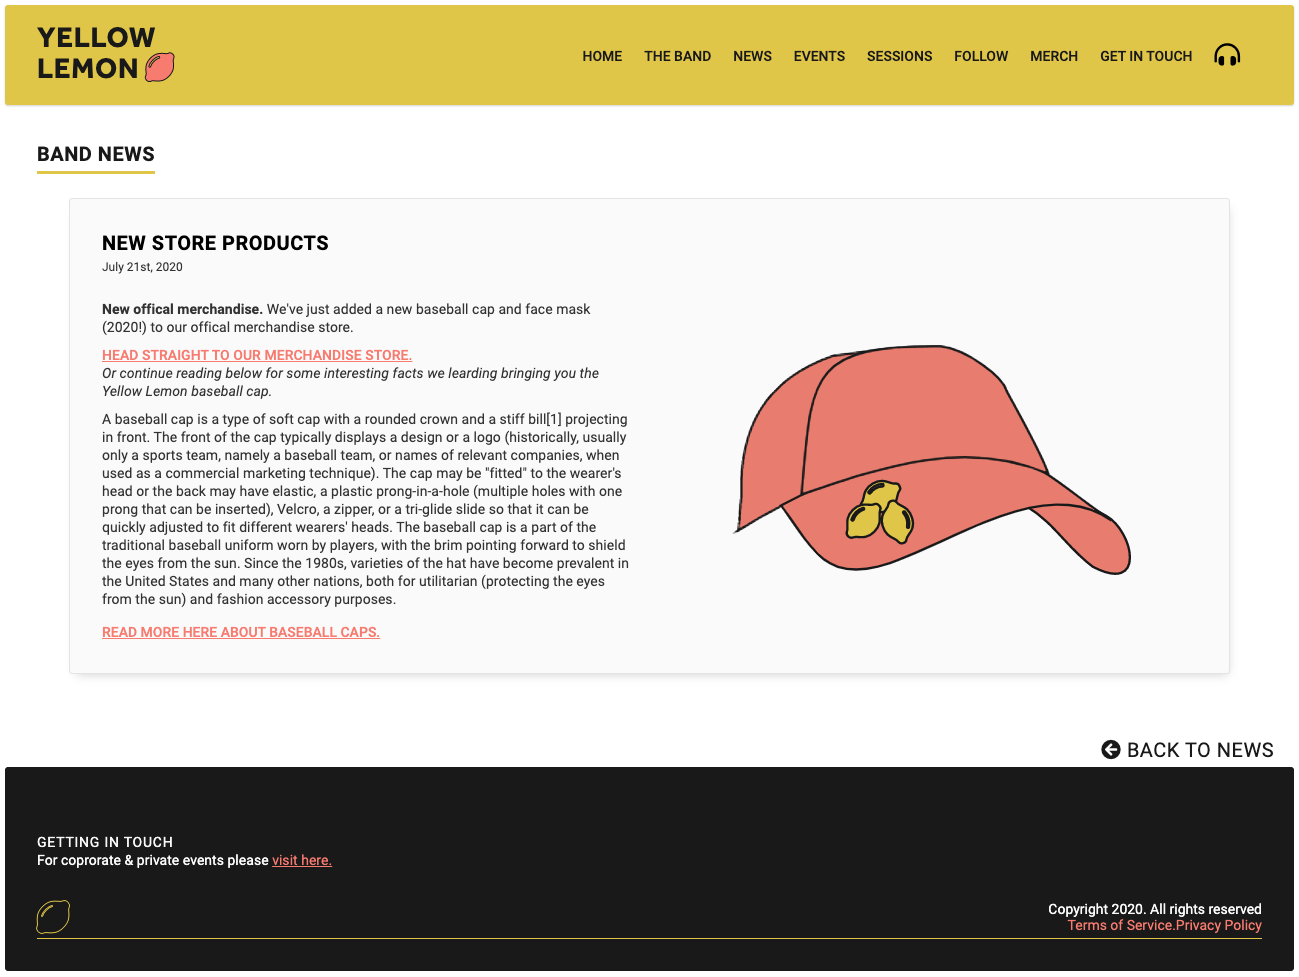 YELLOW
LEMON
HOME THE BAND NEWS EVENTS SESSIONS FOLLOW MERCH GET IN TOUCH
BAND NEWS
NEW STORE PRODUCTS
July 21st, 2020
New offical merchandise. We've just added a new baseball cap and face mask
(2020!) to our offical merchandise store.
HEAD STRAIGHT TO OUR MERCHANDISE STORE.
Or continue reading below for some interesting facts we learding bringing you the
Yellow Lemon baseball cap.
A baseball cap is a type of soft cap with a rounded crown and a stiff bill[1] projecting
in front. The front of the cap typically displays a design or a logo (historically, usually
only a sports team, namely a baseball team, or names of relevant companies, when
used as a commercial marketing technique). The cap may be "fitted" to the wearer's
head or the back may have elastic, a plastic prong-in-a-hole (multiple holes with one
prong that can be inserted), Velcro, a zipper, or a tri-glide slide so that it can be
quickly adjusted to fit different wearers' heads. The baseball cap is a part of the
traditional baseball uniform worn by players, with the brim pointing forward to shield
the eyes from the sun. Since the 1980s, varieties of the hat have become prevalent in
the United States and many other nations, both for utilitarian (protecting the eyes
from the sun) and fashion accessory purposes.
READ MORE HERE ABOUT BASEBALL CAPS.
BACK TO NEWS
GETTING IN TOUCH
For coprorate & private events please visit here.
Copyright 2020. All rights reserved
Terms of Service.Privacy Policy